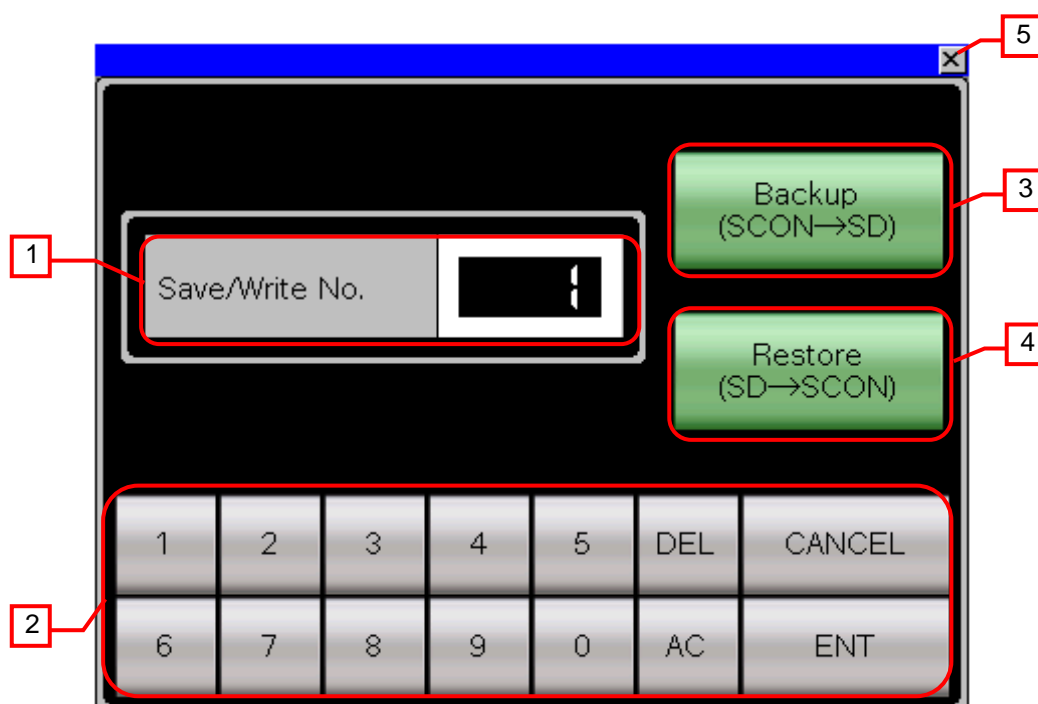 5
Backup
(SCON→SD)
3
1
Save/Write No.
1
Restore
(SD→SCON)
4
1 2 3 4 5 DEL CANCEL
2
6 7 8 9 0 AC ENT